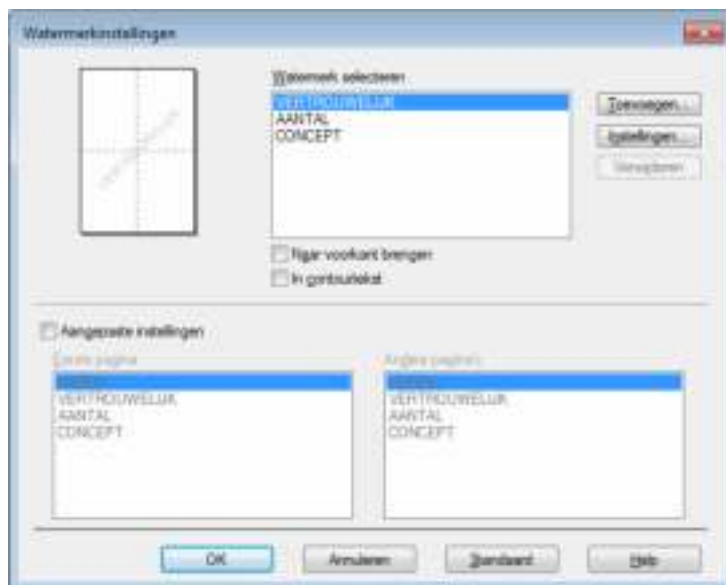 Watermerkinstellingen
Watermerk selecteren
VERTROUWELIJK
AANTAL
CONCEPT
Toevoegen...
Instellingen...
Verwijderen
Naar voorkant brengen
In contourtekst
Aangepaste instellingen
Eerste pagina
VERTROUWELIJK
AANTAL
CONCEPT
Andere pagina's
VERTROUWELIJK
AANTAL
CONCEPT
OK
Annuleren
Standaard
Help